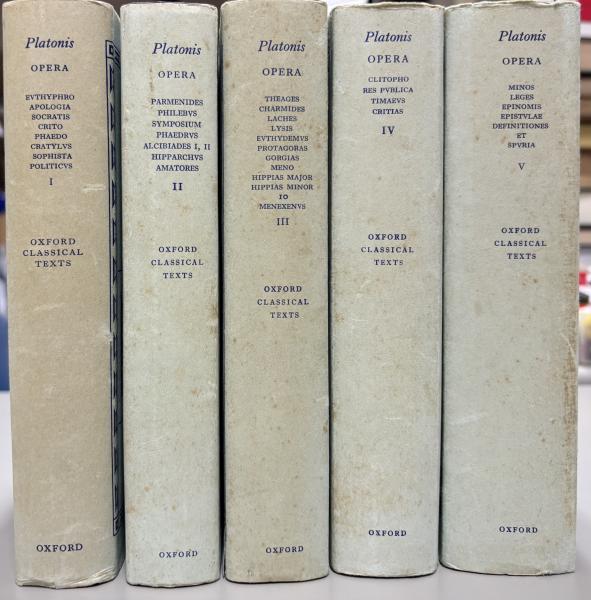 Platonis
OPERA
EVTHYPHRO
APOLOGIA
SOCRATIS
CRITO
PHAEDO
CRATYLVS
SOPHISTA
POLITICVS
I
OXFORD
CLASSICAL
TEXTS
OXFORD
Platonis
OPERA
PARMENIDES
PHILEBVS
SYMPOSIUM
PHAEDRVS
ALCIBIADES I, II
HIPPARCHVS
AMATORES
II
OXFORD
CLASSICAL
TEXTS
OXFORD
Platonis
OPERA
THEAGES
CHARMIDES
LACHES
LYSIS
EVTHYDEMVS
PROTAGORAS
GORGIAS
MENO
HIPPIAS MAJOR
HIPPIAS MINOR
IO
MENEXENVS
III
OXFORD
CLASSICAL
TEXTS
OXFORD
Platonis
OPERA
CLITOPHO
RES PVBLICA
TIMAEVS
CRITIAS
IV
OXFORD
CLASSICAL
TEXTS
OXFORD
Platonis
OPERA
MINOS
LEGES
EPINOMIS
EPISTVLAE
DEFINITIONES
ET
SPVRIA
V
OXFORD
CLASSICAL
TEXTS
OXFORD